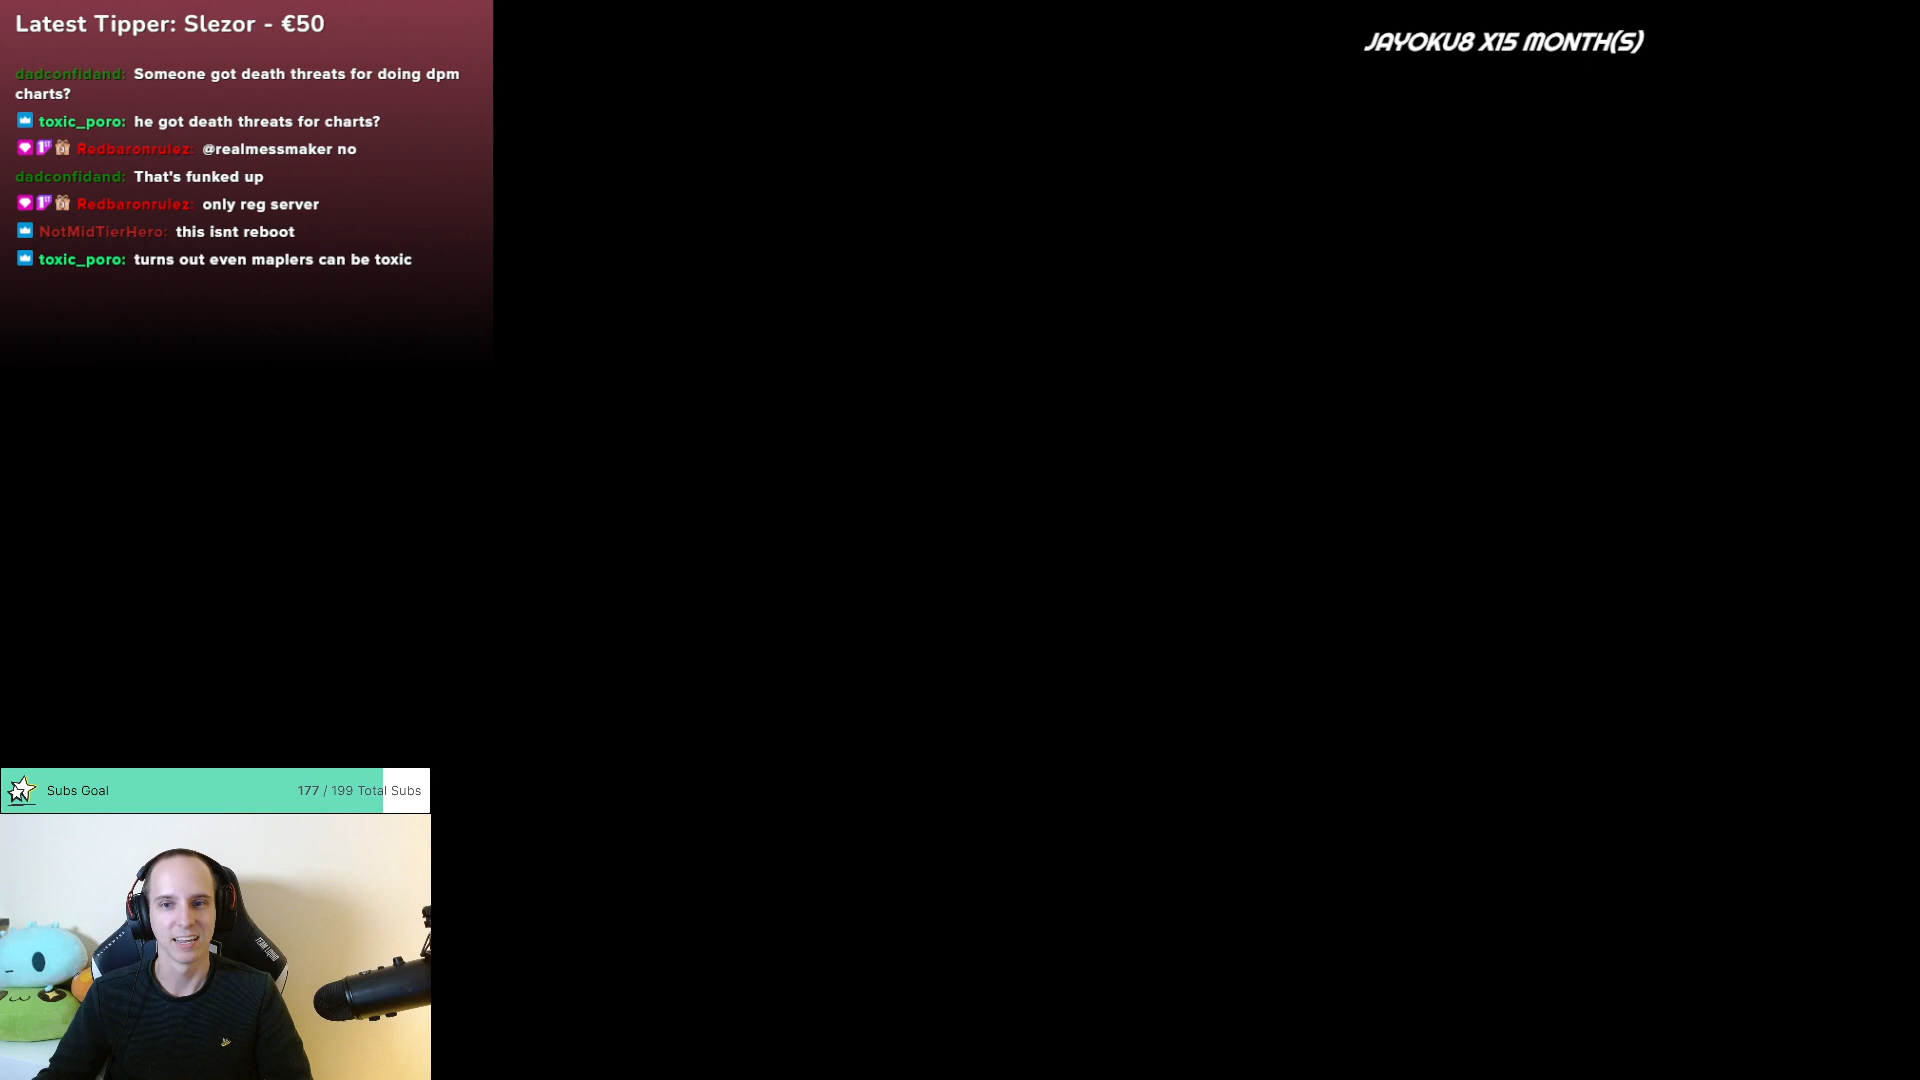 Latest Tipper: Slezor - €50
JAYOKU8 X15 MONTH(S)
dadconfidand: Someone got death threats for doing dpm
charts?
toxic_poro: he got death threats for charts?
Redbaronrulez: @realmessmaker no
dadconfidand: That's funked up
Redbaronrulez: only reg server
NotMidTierHero: this isnt reboot
toxic_poro: turns out even maplers can be toxic
Subs Goal 177 / 199 Total Subs
TEAM LIQUID